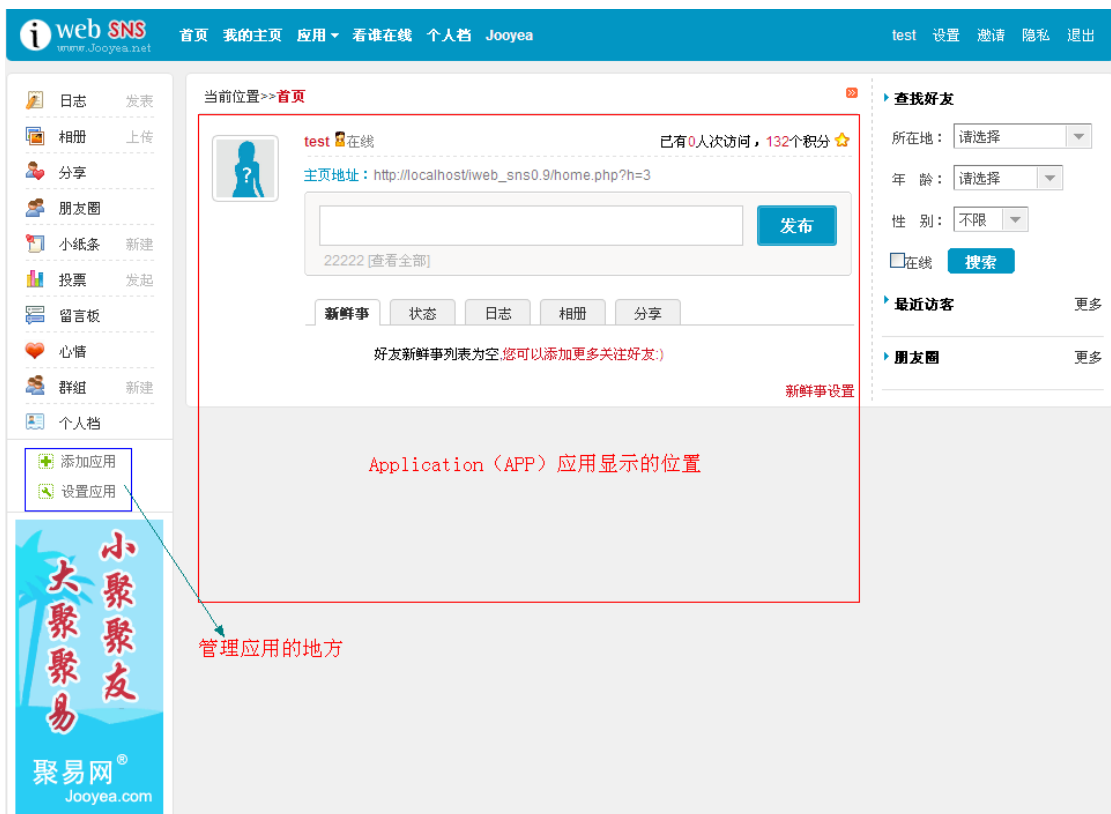 i web SNS
www.Jooyea.net
首页 我的主页 应用 看谁在线 个人档 Jooyea
test 设置 邀请 隐私 退出
日志 发表
相册 上传
分享
朋友圈
小纸条 新建
投票 发起
留言板
心情
群组 新建
个人档
添加应用
设置应用
小聚聚友
大聚聚易
聚易网®
Jooyea.com
当前位置>>首页
test 在线 已有0人次访问，132个积分
主页地址：http://localhost/iweb_sns0.9/home.php?h=3
发布
22222 [查看全部]
新鲜事 状态 日志 相册 分享
好友新鲜事列表为空,您可以添加更多关注好友:)
新鲜事设置
Application（APP）应用显示的位置
管理应用的地方
查找好友
所在地： 请选择
年 龄： 请选择
性 别： 不限
在线 搜索
最近访客 更多
朋友圈 更多